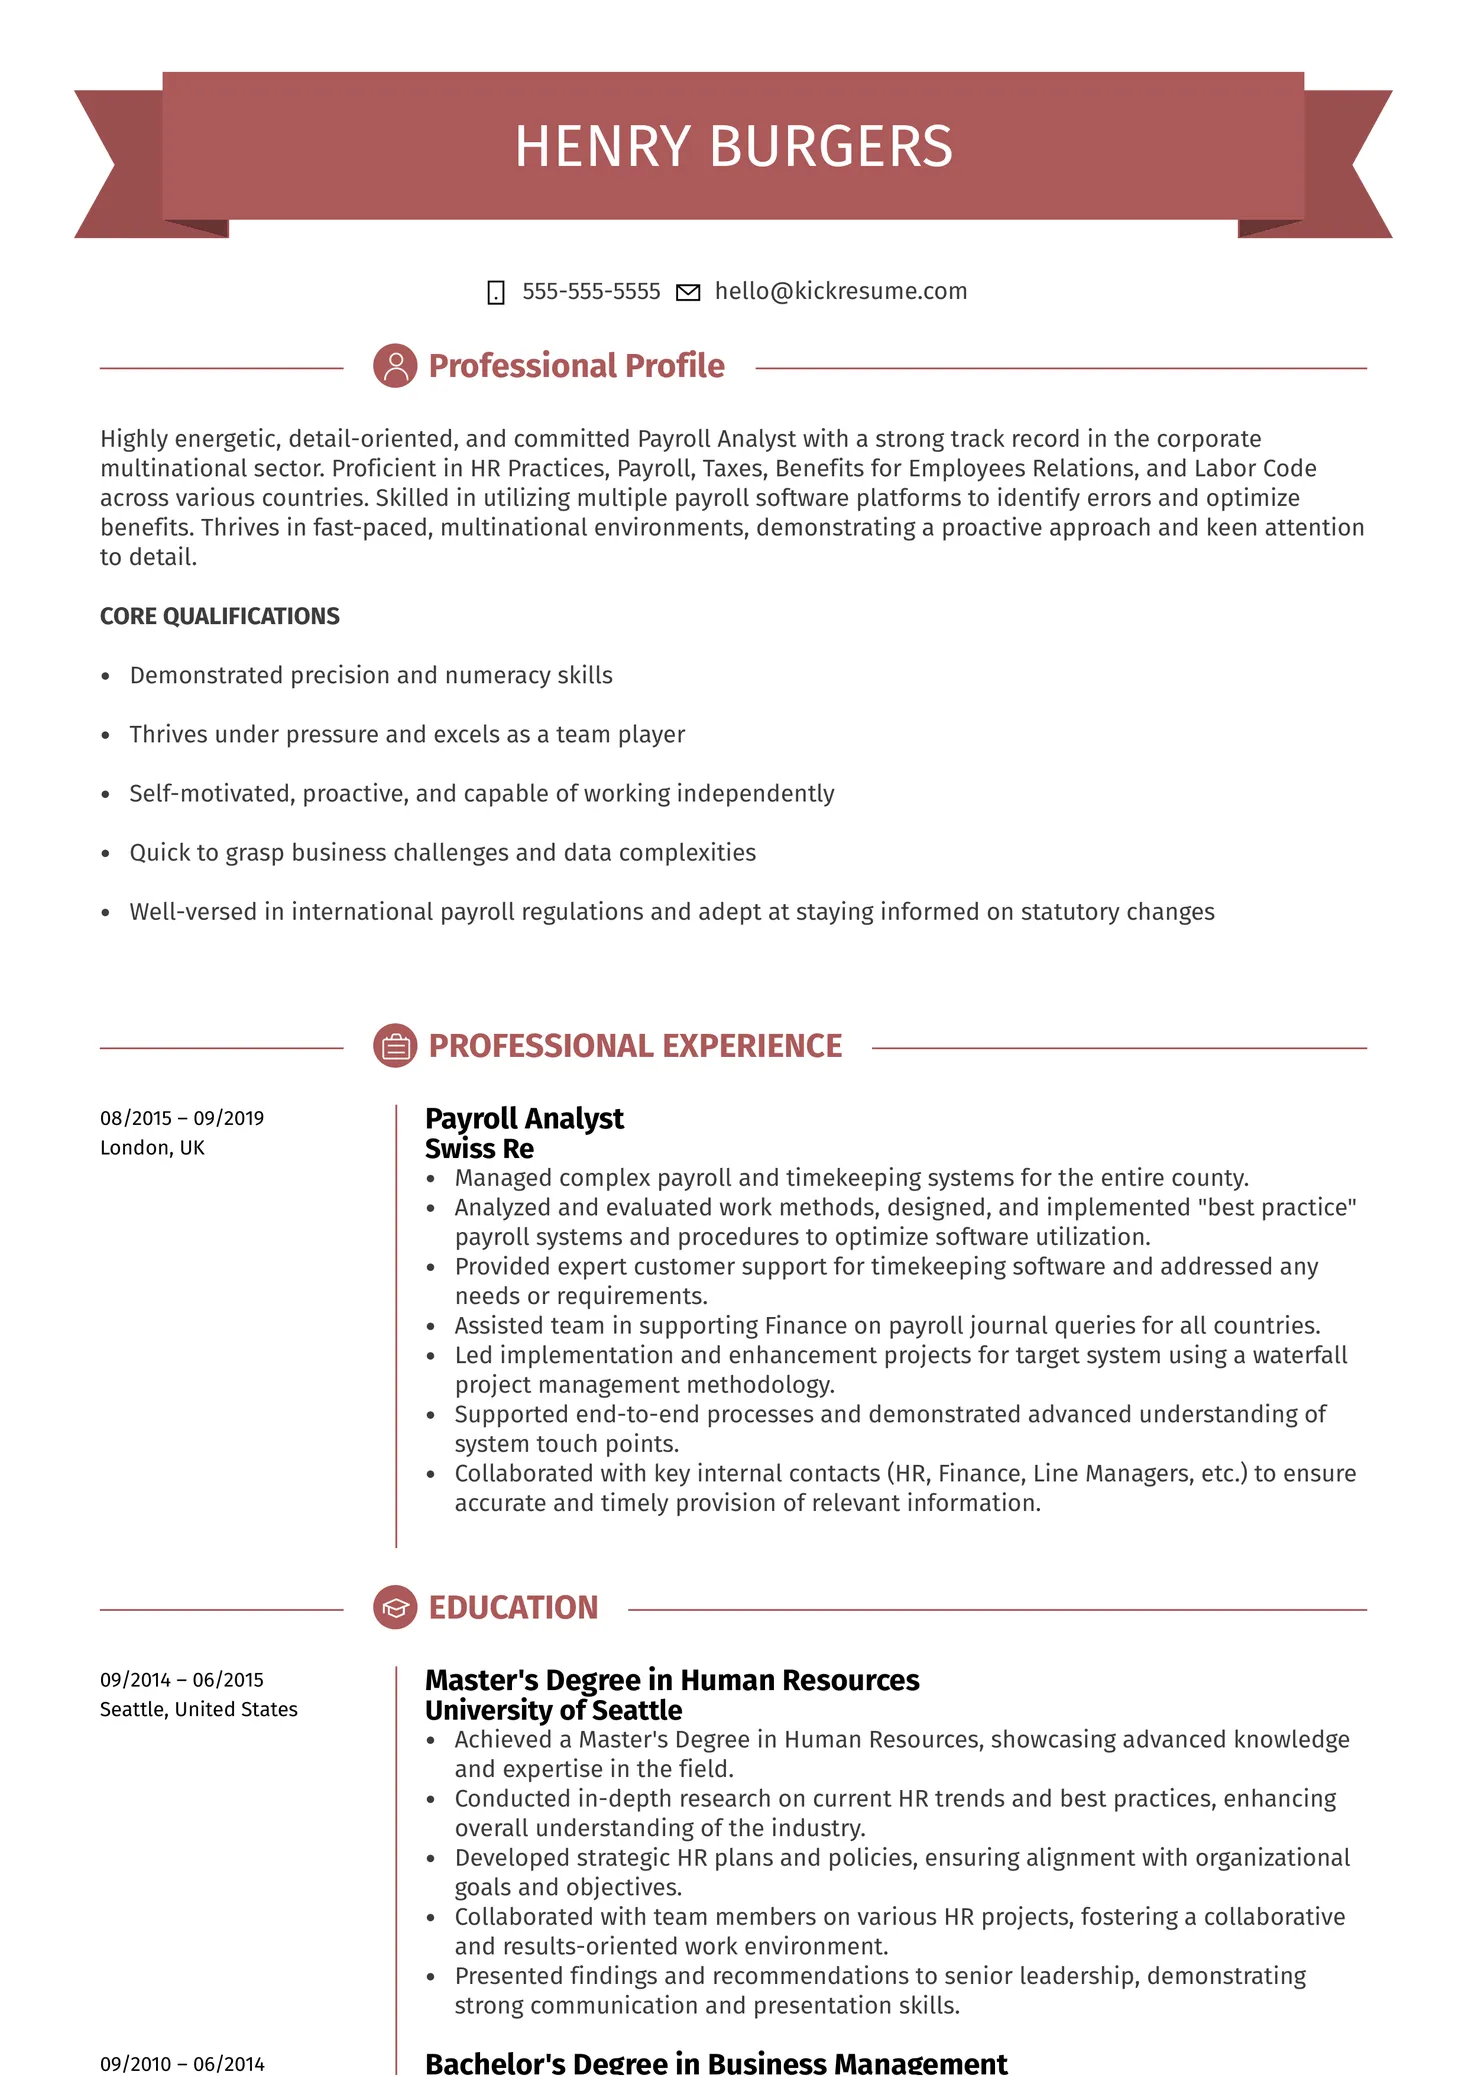 HENRY BURGERS
555-555-5555 hello@kickresume.com
Professional Profile
Highly energetic, detail-oriented, and committed Payroll Analyst with a strong track record in the corporate
multinational sector. Proficient in HR Practices, Payroll, Taxes, Benefits for Employees Relations, and Labor Code
across various countries. Skilled in utilizing multiple payroll software platforms to identify errors and optimize
benefits. Thrives in fast-paced, multinational environments, demonstrating a proactive approach and keen attention
to detail.
CORE QUALIFICATIONS
• Demonstrated precision and numeracy skills
• Thrives under pressure and excels as a team player
• Self-motivated, proactive, and capable of working independently
• Quick to grasp business challenges and data complexities
• Well-versed in international payroll regulations and adept at staying informed on statutory changes
PROFESSIONAL EXPERIENCE
08/2015 – 09/2019
London, UK
Payroll Analyst
Swiss Re
• Managed complex payroll and timekeeping systems for the entire county.
• Analyzed and evaluated work methods, designed, and implemented "best practice"
payroll systems and procedures to optimize software utilization.
• Provided expert customer support for timekeeping software and addressed any
needs or requirements.
• Assisted team in supporting Finance on payroll journal queries for all countries.
• Led implementation and enhancement projects for target system using a waterfall
project management methodology.
• Supported end-to-end processes and demonstrated advanced understanding of
system touch points.
• Collaborated with key internal contacts (HR, Finance, Line Managers, etc.) to ensure
accurate and timely provision of relevant information.
EDUCATION
09/2014 – 06/2015
Seattle, United States
Master's Degree in Human Resources
University of Seattle
• Achieved a Master's Degree in Human Resources, showcasing advanced knowledge
and expertise in the field.
• Conducted in-depth research on current HR trends and best practices, enhancing
overall understanding of the industry.
• Developed strategic HR plans and policies, ensuring alignment with organizational
goals and objectives.
• Collaborated with team members on various HR projects, fostering a collaborative
and results-oriented work environment.
• Presented findings and recommendations to senior leadership, demonstrating
strong communication and presentation skills.
09/2010 – 06/2014
Bachelor's Degree in Business Management